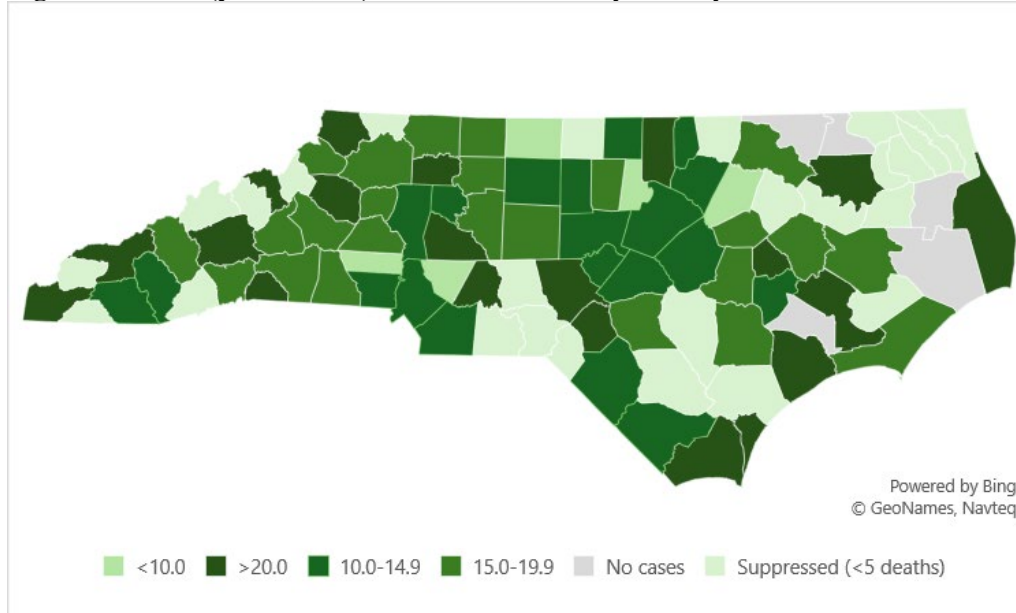 Powered by Bing
© GeoNames, Navteq
<10.0 >20.0 10.0-14.9 15.0-19.9 No cases Suppressed (<5 deaths)